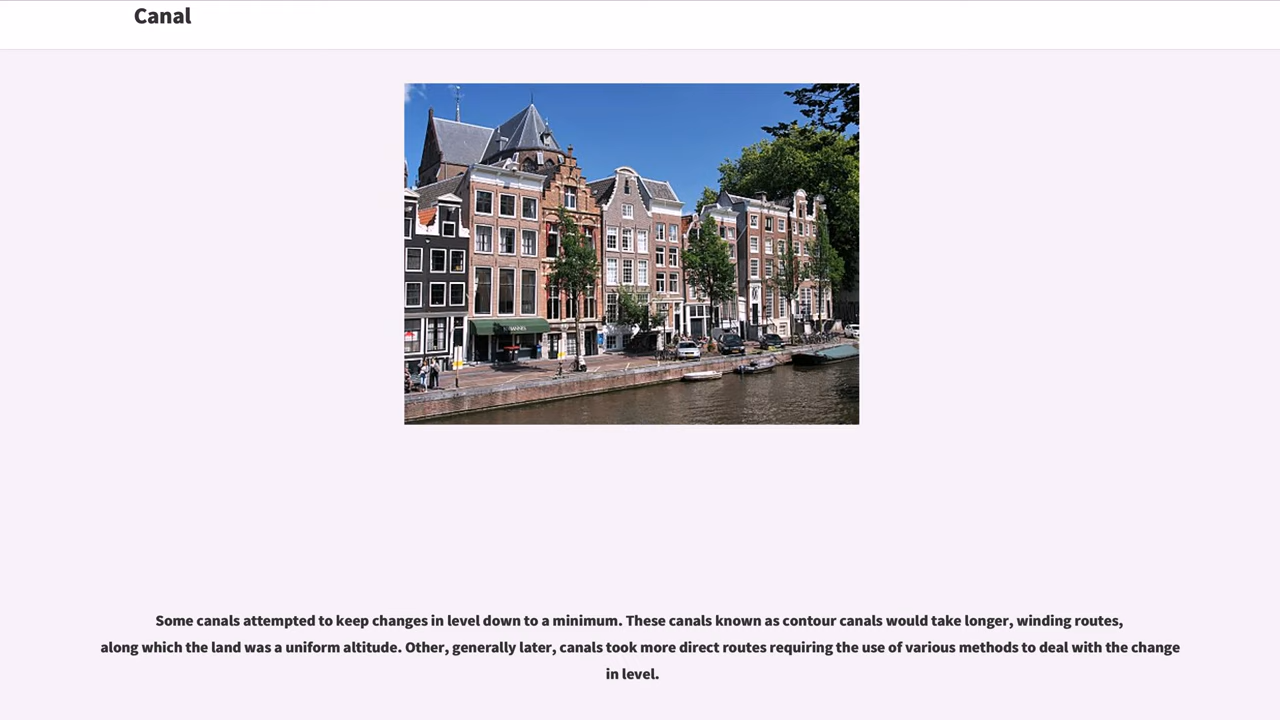 Canal
Some canals attempted to keep changes in level down to a minimum. These canals known as contour canals would take longer, winding routes,
along which the land was a uniform altitude. Other, generally later, canals took more direct routes requiring the use of various methods to deal with the change
in level.